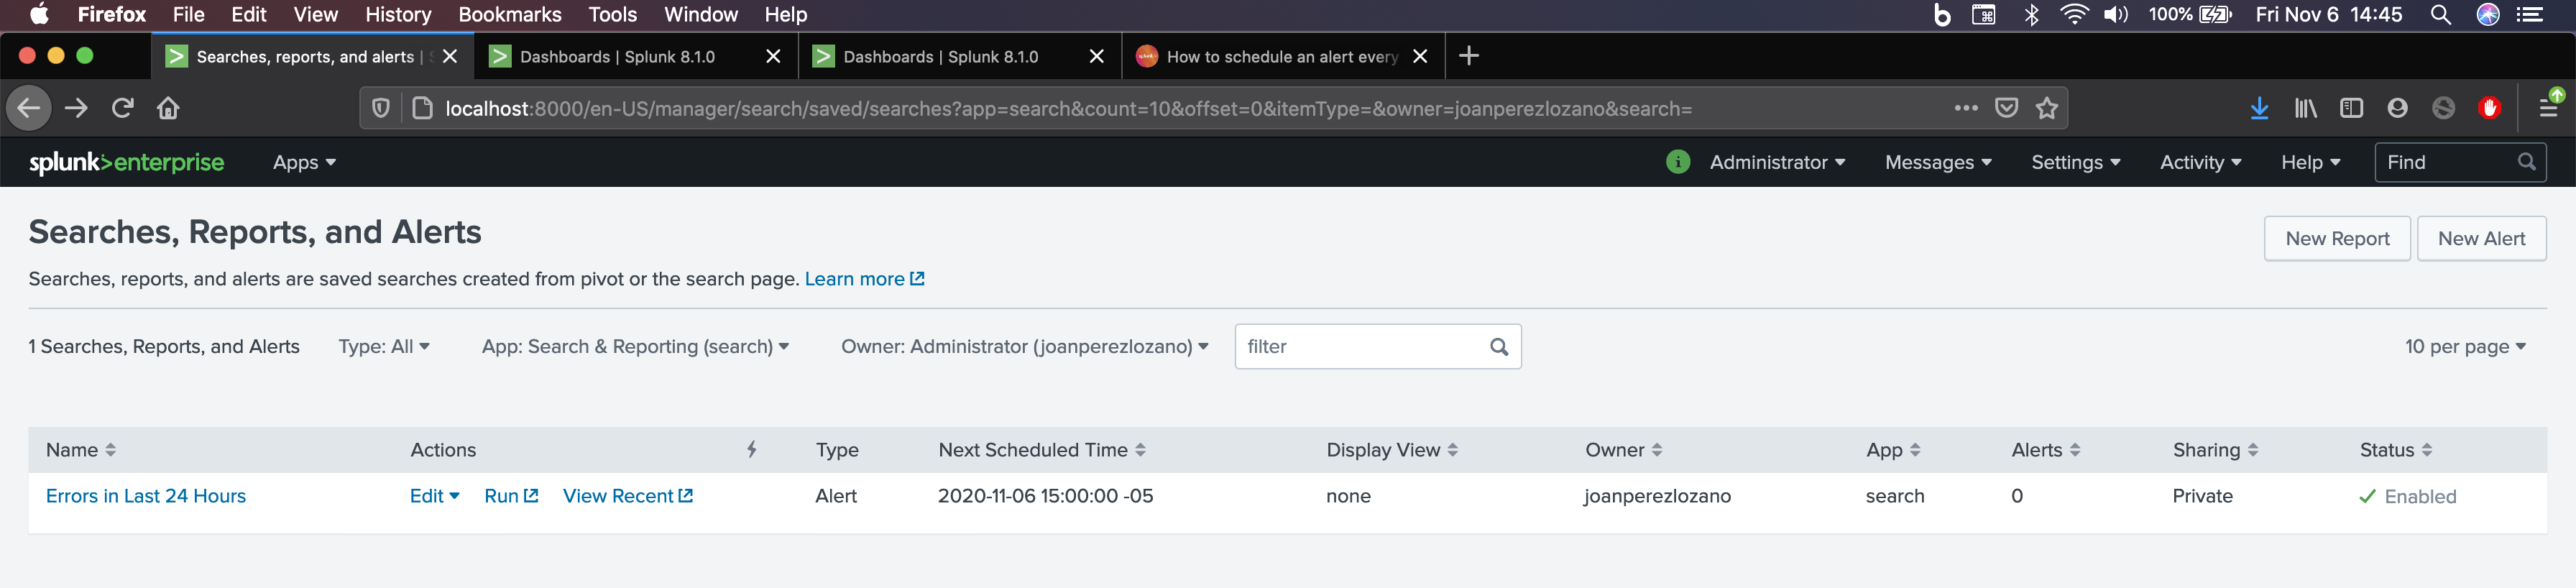 Firefox File Edit View History Bookmarks Tools Window Help 100% Fri Nov 6 14:45
Searches, reports, and alerts | Dashboards | Splunk 8.1.0 Dashboards | Splunk 8.1.0 How to schedule an alert every
localhost:8000/en-US/manager/search/saved/searches?app=search&count=10&offset=0&itemType=&owner=joanperezlozano&search=
splunk>enterprise Apps i Administrator Messages Settings Activity Help Find
Searches, Reports, and Alerts
New Report New Alert
Searches, reports, and alerts are saved searches created from pivot or the search page. Learn more
1 Searches, Reports, and Alerts Type: All App: Search & Reporting (search) Owner: Administrator (joanperezlozano) filter 10 per page
Name Actions Type Next Scheduled Time Display View Owner App Alerts Sharing Status
Errors in Last 24 Hours Edit Run View Recent Alert 2020-11-06 15:00:00 -05 none joanperezlozano search 0 Private Enabled